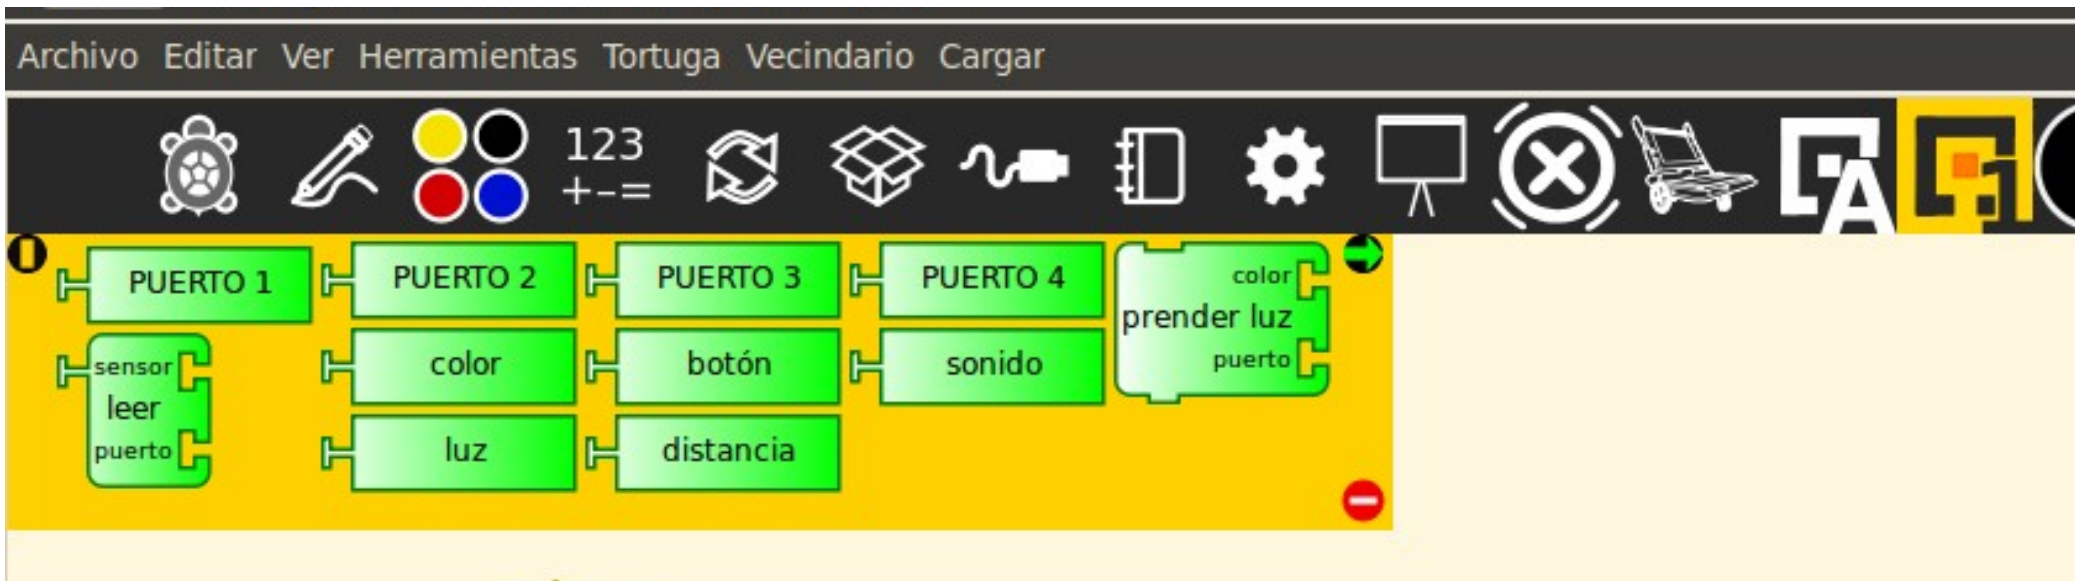 Archivo Editar Ver Herramientas Tortuga Vecindario Cargar
123
+−=
A
PUERTO 1 PUERTO 2 PUERTO 3 PUERTO 4
color
prender luz
puerto
sensor
leer
puerto
color botón sonido
luz distancia